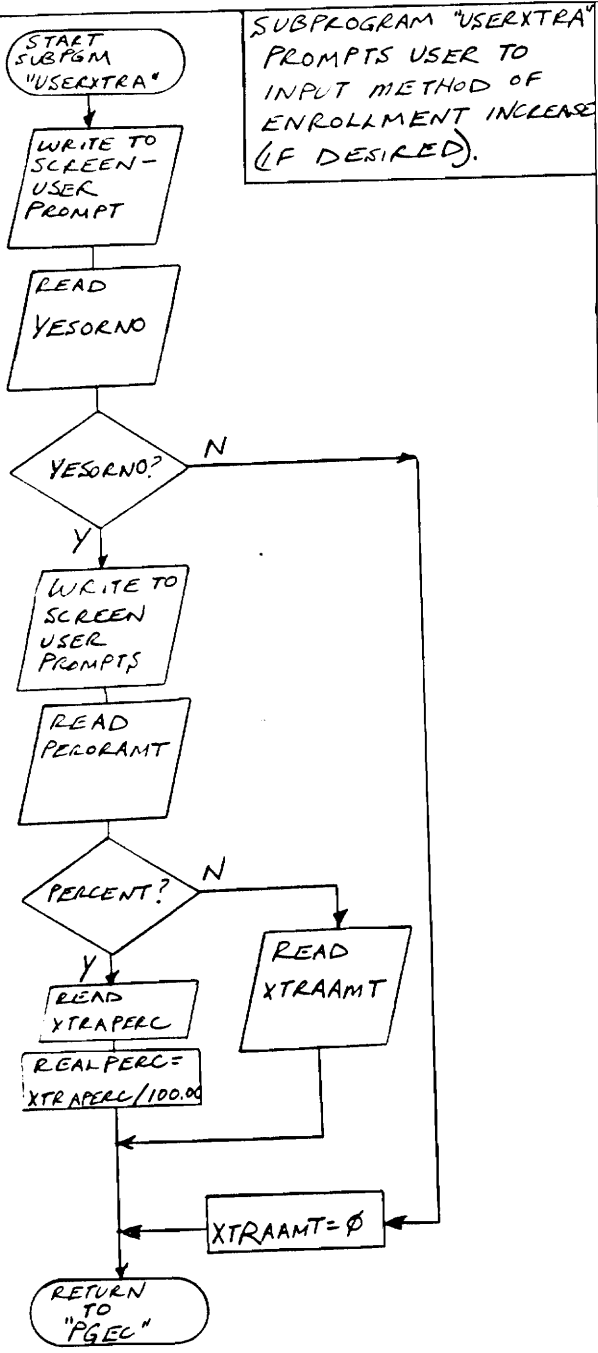 START
SUBPGM
"USERXTRA"
SUBPROGRAM "USERXTRA"
PROMPTS USER TO
INPUT METHOD OF
ENROLLMENT INCREASE
(IF DESIRED).
WRITE TO
SCREEN-
USER
PROMPT
READ
YESORNO
YESORNO?
N
Y
WRITE TO
SCREEN
USER
PROMPTS
READ
PERORAMT
PERCENT?
N
Y
READ
XTRAPERC
READ
XTRAAMT
REALPERC=
XTRAPERC/100.00
XTRAAMT=Ø
RETURN
TO
"PGEC"